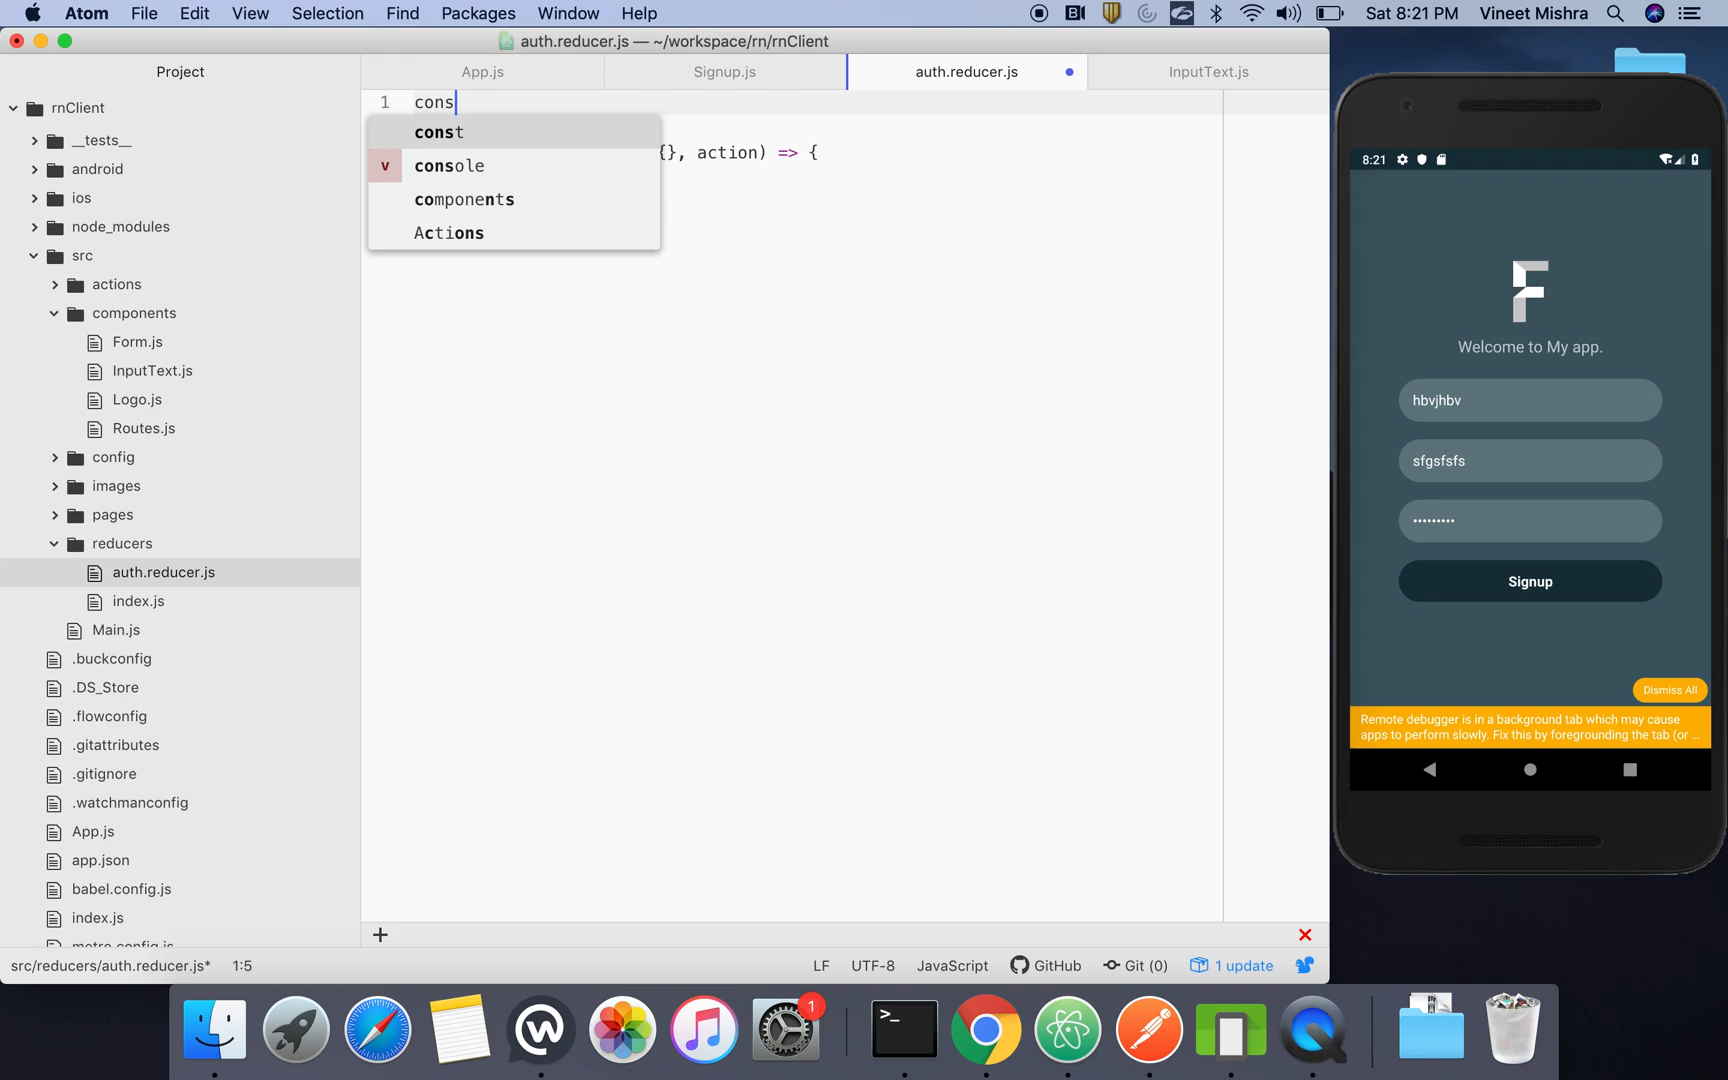 Atom File Edit View Selection Find Packages Window Help
Sat 8:21 PM Vineet Mishra
auth.reducer.js — ~/workspace/rn/rnClient
Project
App.js
Signup.js
auth.reducer.js
InputText.js
rnClient
__tests__
android
ios
node_modules
src
actions
components
Form.js
InputText.js
Logo.js
Routes.js
config
images
pages
reducers
auth.reducer.js
index.js
Main.js
.buckconfig
.DS_Store
.flowconfig
.gitattributes
.gitignore
.watchmanconfig
App.js
app.json
babel.config.js
index.js
metro.config.js
1 cons
const
v console
components
Actions
{}, action) => {
src/reducers/auth.reducer.js* 1:5
LF UTF-8 JavaScript GitHub Git (0) 1 update
8:21
Welcome to My app.
hbvjhbv
sfgsfsfs
•••••••••
Signup
Dismiss All
Remote debugger is in a background tab which may cause
apps to perform slowly. Fix this by foregrounding the tab (or ...
1